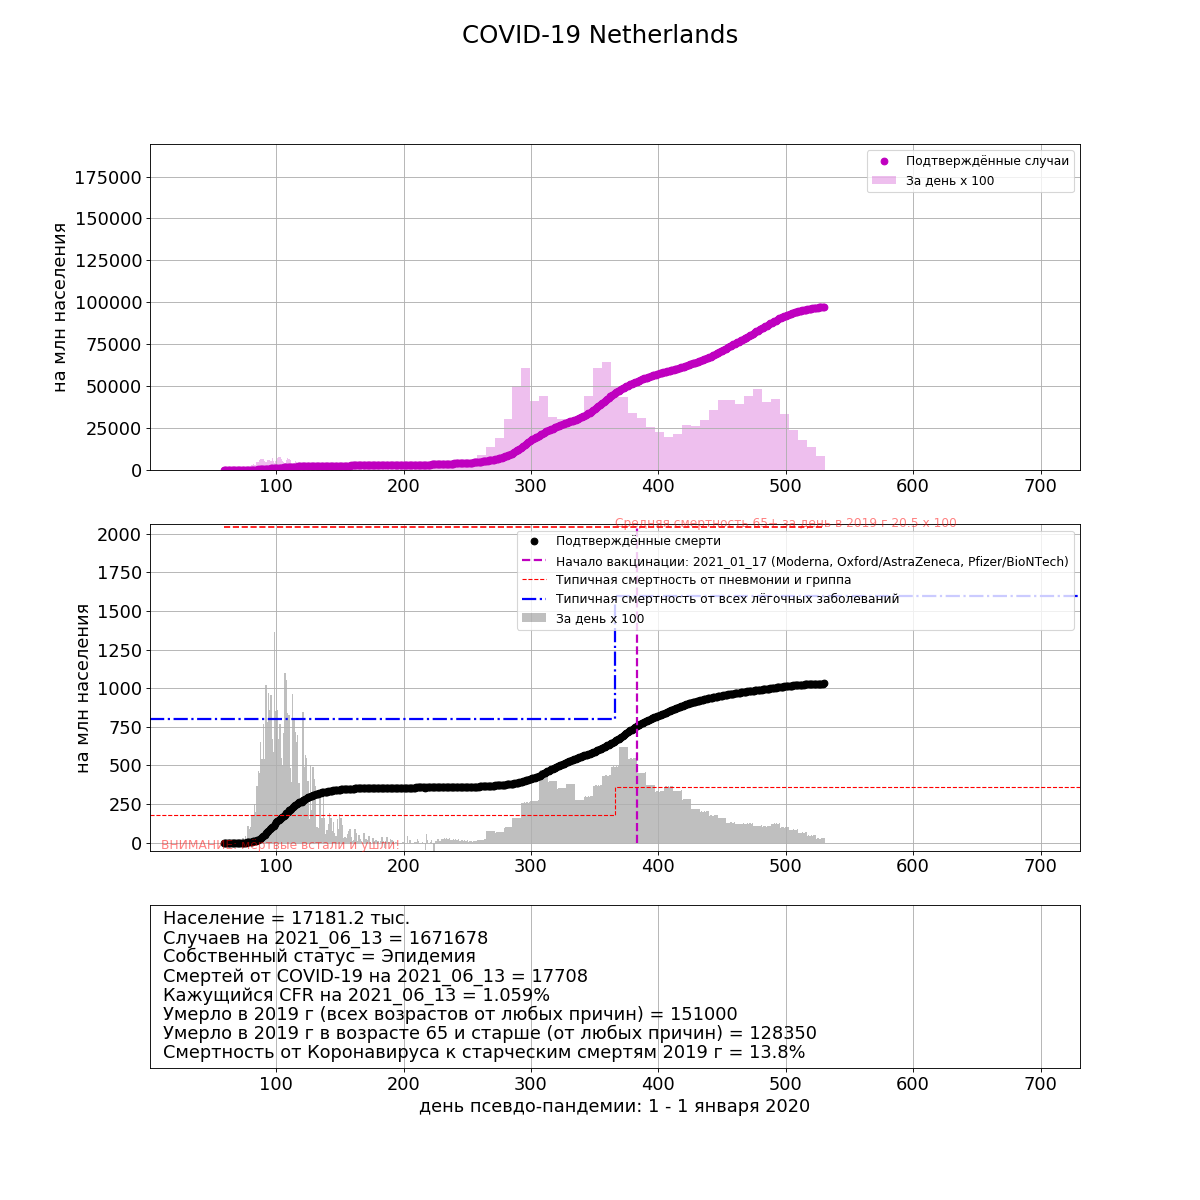 COVID-19 Netherlands
Подтверждённые случаи
За день x 100
175000
150000
125000
100000
75000
50000
25000
0
на млн населения
100 200 300 400 500 600 700
Средняя смертность 65+ за день в 2019 г 20.5 x 100
Подтверждённые смерти
Начало вакцинации: 2021_01_17 (Moderna, Oxford/AstraZeneca, Pfizer/BioNTech)
Типичная смертность от пневмонии и гриппа
Типичная смертность от всех лёгочных заболеваний
За день x 100
2000
1750
1500
1250
1000
750
500
250
0
на млн населения
ВНИМАНИЕ: мёртвые встали и ушли!
100 200 300 400 500 600 700
Население = 17181.2 тыс.
Случаев на 2021_06_13 = 1671678
Собственный статус = Эпидемия
Смертей от COVID-19 на 2021_06_13 = 17708
Кажущийся CFR на 2021_06_13 = 1.059%
Умерло в 2019 г (всех возрастов от любых причин) = 151000
Умерло в 2019 г в возрасте 65 и старше (от любых причин) = 128350
Смертность от Коронавируса к старческим смертям 2019 г = 13.8%
100 200 300 400 500 600 700
день псевдо-пандемии: 1 - 1 января 2020